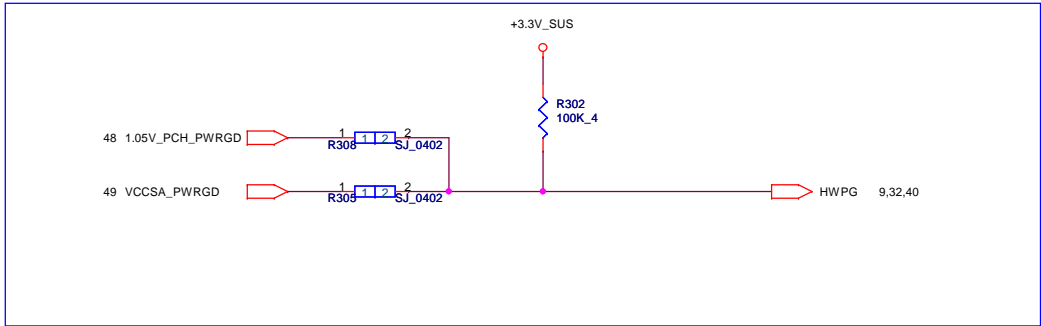 +3.3V_SUS
R302
100K_4
48 1.05V_PCH_PWRGD 1 1 2 2 R308 SJ_0402
49 VCCSA_PWRGD 1 1 2 2 R305 SJ_0402 HWPG 9,32,40